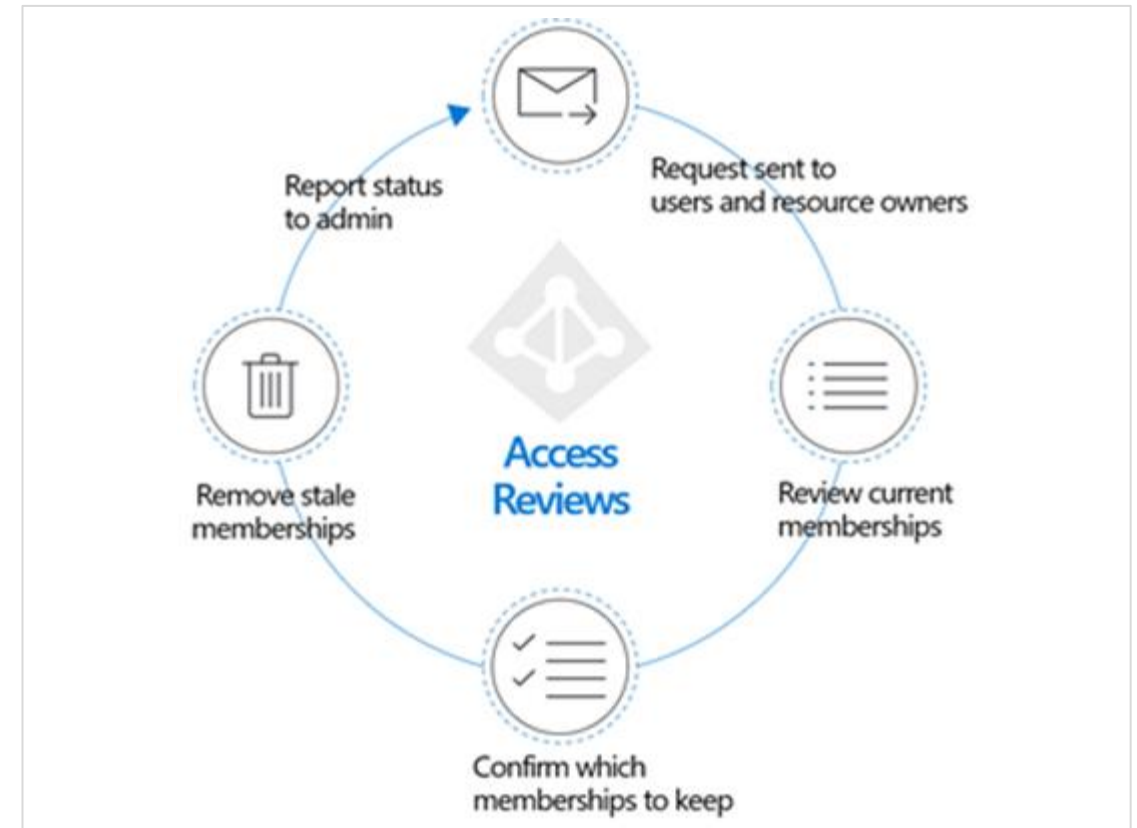 Request sent to
users and resource owners
Report status
to admin
Access
Reviews
Review current
memberships
Remove stale
memberships
Confirm which
memberships to keep